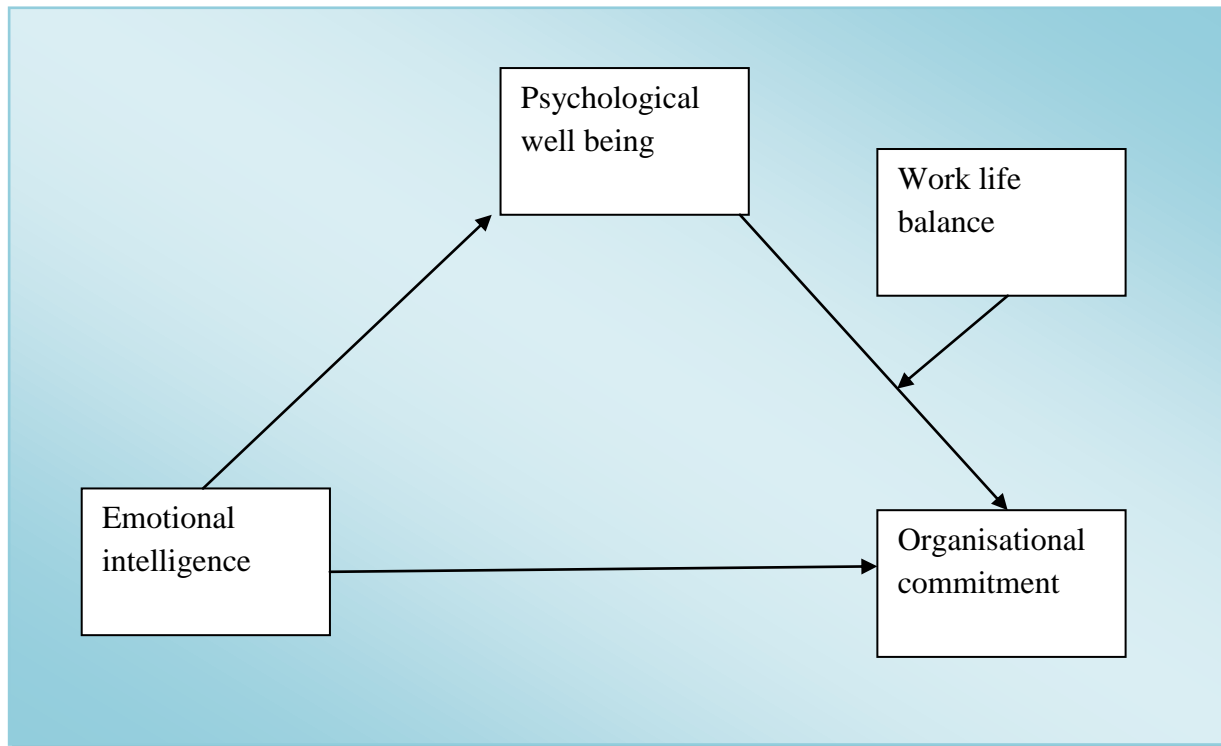 Psychological
well being
Work life
balance
Emotional
intelligence
Organisational
commitment